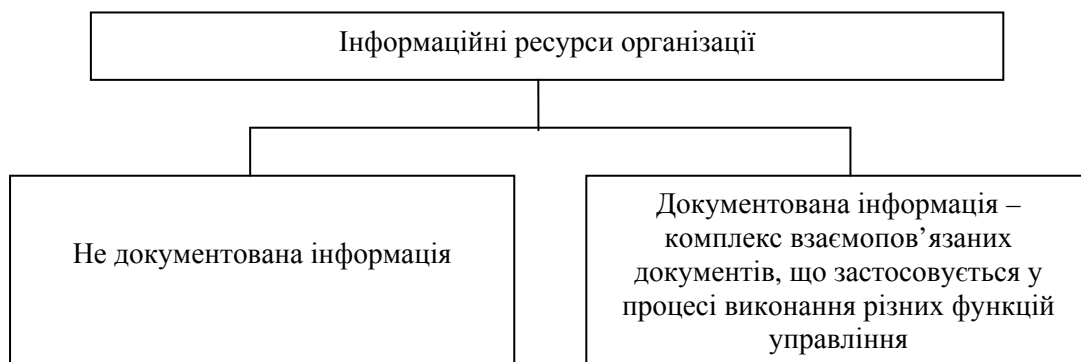 Інформаційні ресурси організації
Не документована інформація
Документована інформація –
комплекс взаємопов’язаних
документів, що застосовується у
процесі виконання різних функцій
управління